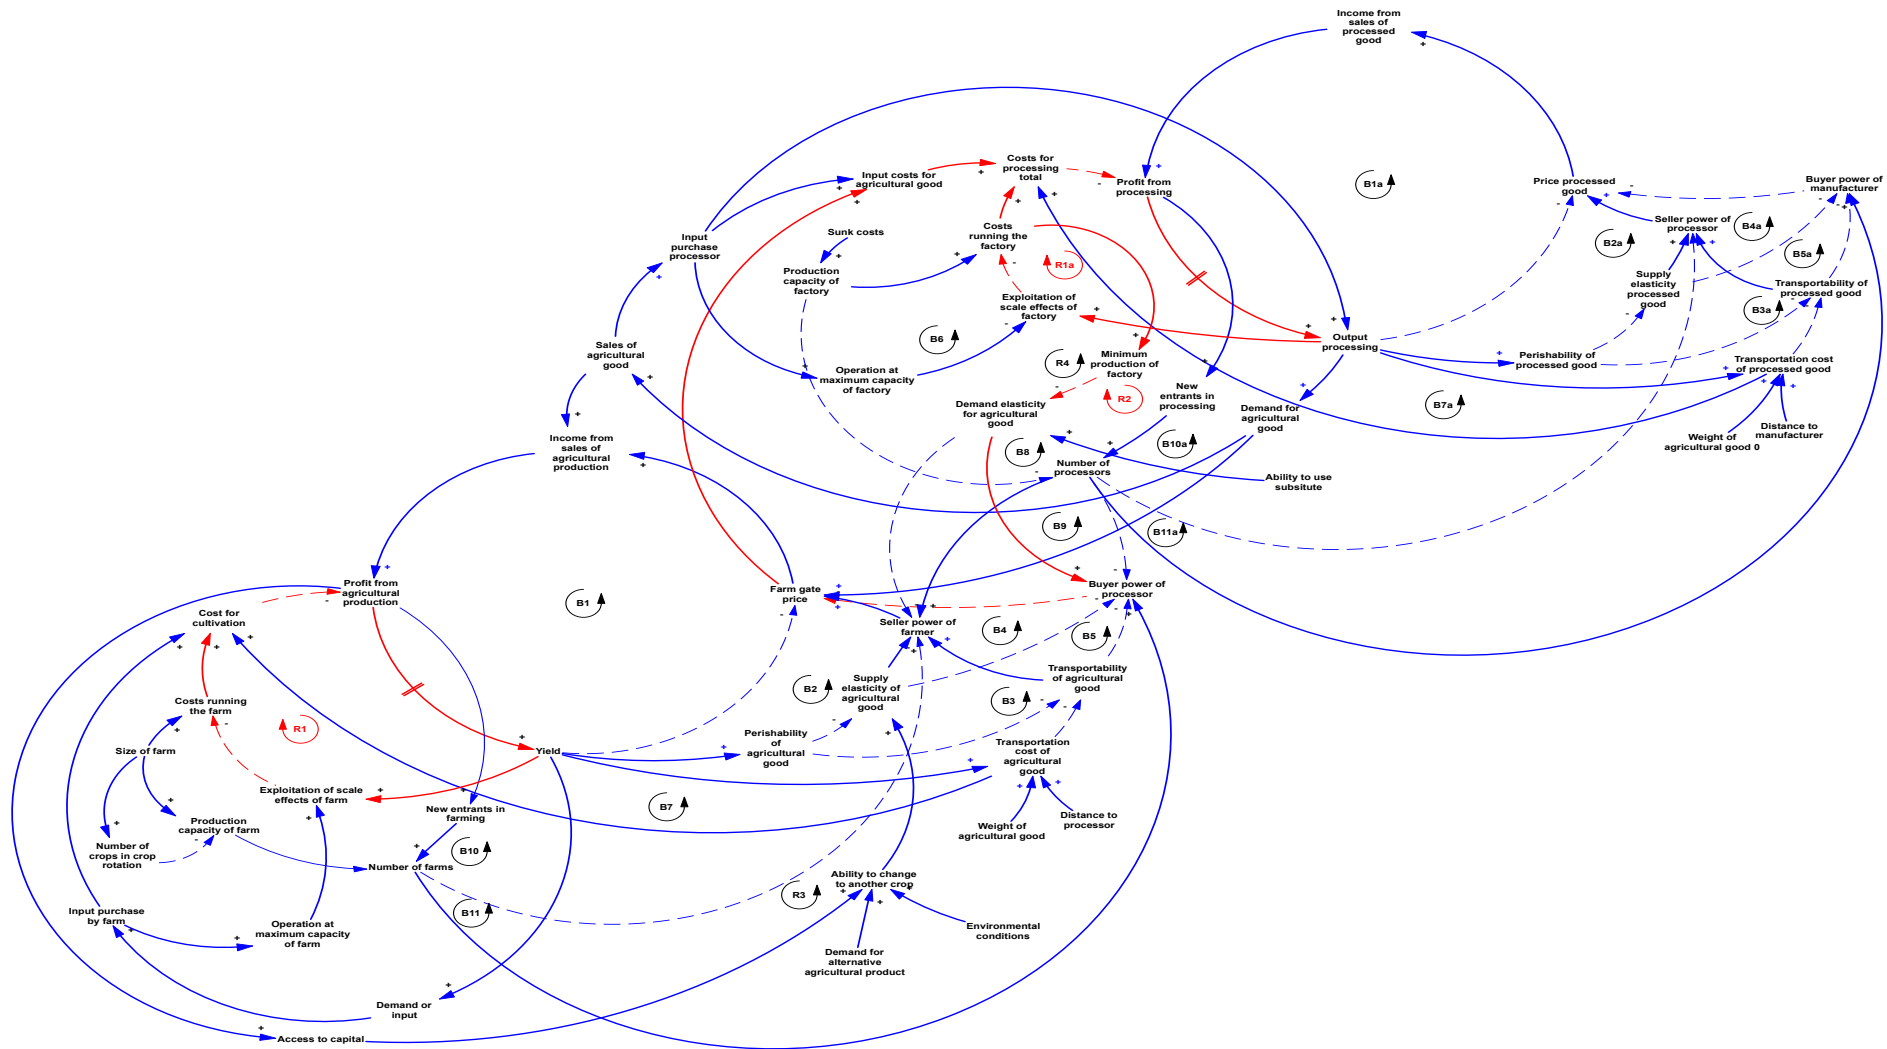 Income from
sales of
processed
good
Costs for
processing
total
Input costs for
agricultural good
Profit from
processing
B1a
Price processed
good
Buyer power of
manufacturer
Seller power of
processor
B4a
B2a
B5a
Sunk costs
Costs
running the
factory
Input
purchase
processor
R1a
Production
capacity of
factory
Supply
elasticity
processed
good
Transportability of
processed good
B3a
Exploitation of
scale effects of
factory
B6
Output
processing
Sales of
agricultural
good
R4
Minimum
production of
factory
Perishability of
processed good
Transportation cost
of processed good
Operation at
maximum capacity
of factory
New
entrants in
processing
R2
B7a
Demand elasticity
for agricultural
good
Demand for
agricultural
good
Distance to
manufacturer
Weight of
agricultural good 0
B10a
B8
Income from
sales of
agricultural
production
Number of
processors
Ability to use
subsitute
B9
B11a
Profit from
agricultural
production
Farm gate
price
Buyer power of
processor
B1
Cost for
cultivation
Seller power of
farmer
B4
B5
Transportability
of agricultural
good
B2
Supply
elasticity of
agricultural
good
B3
Costs running
the farm
R1
Size of farm
Yield
Perishability
of
agricultural
good
Transportation
cost of
agricultural
good
Exploitation of scale
effects of farm
B7
New entrants in
farming
Production
capacity of farm
Weight of
agricultural good
Distance to
processor
Number of
crops in crop
rotation
B10
Number of farms
Ability to change
to another crop
R3
B11
Input purchase
by farm
Operation at
maximum capacity
of farm
Environmental
conditions
Demand for
alternative
agricultural product
Demand or
input
Access to capital